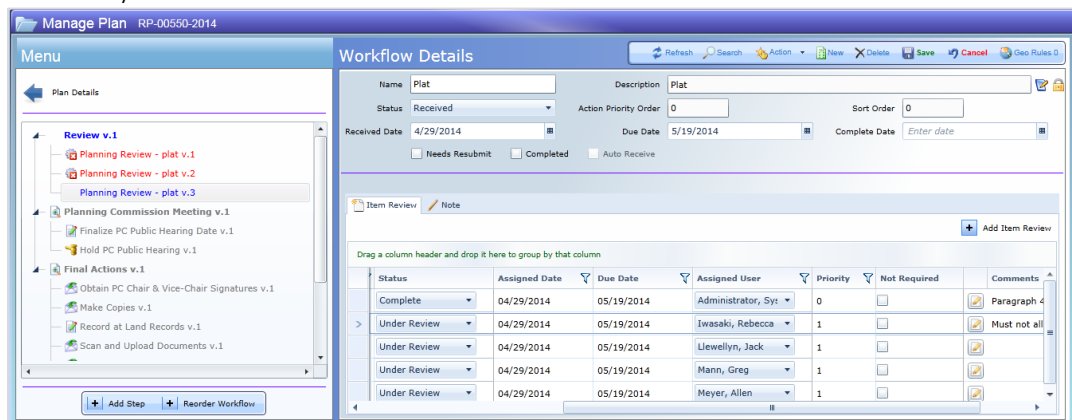 Manage Plan RP-00550-2014
Menu
Plan Details
Review v.1
Planning Review - plat v.1
Planning Review - plat v.2
Planning Review - plat v.3
Planning Commission Meeting v.1
Finalize PC Public Hearing Date v.1
Hold PC Public Hearing v.1
Final Actions v.1
Obtain PC Chair & Vice-Chair Signatures v.1
Make Copies v.1
Record at Land Records v.1
Scan and Upload Documents v.1
+ Add Step + Reorder Workflow
Workflow Details
Refresh Search Action New Delete Save Cancel Geo Rules 0
Name Plat Description Plat
Status Received Action Priority Order 0 Sort Order 0
Received Date 4/29/2014 Due Date 5/19/2014 Complete Date Enter date
Needs Resubmit Completed Auto Receive
Item Review Note
+ Add Item Review
Drag a column header and drop it here to group by that column
Status Assigned Date Due Date Assigned User Priority Not Required Comments
Complete 04/29/2014 05/19/2014 Administrator, Sy 0 Paragraph 4
> Under Review 04/29/2014 05/19/2014 Iwasaki, Rebecca 1 Must not all
Under Review 04/29/2014 05/19/2014 Llewellyn, Jack 1
Under Review 04/29/2014 05/19/2014 Mann, Greg 1
Under Review 04/29/2014 05/19/2014 Meyer, Allen 1